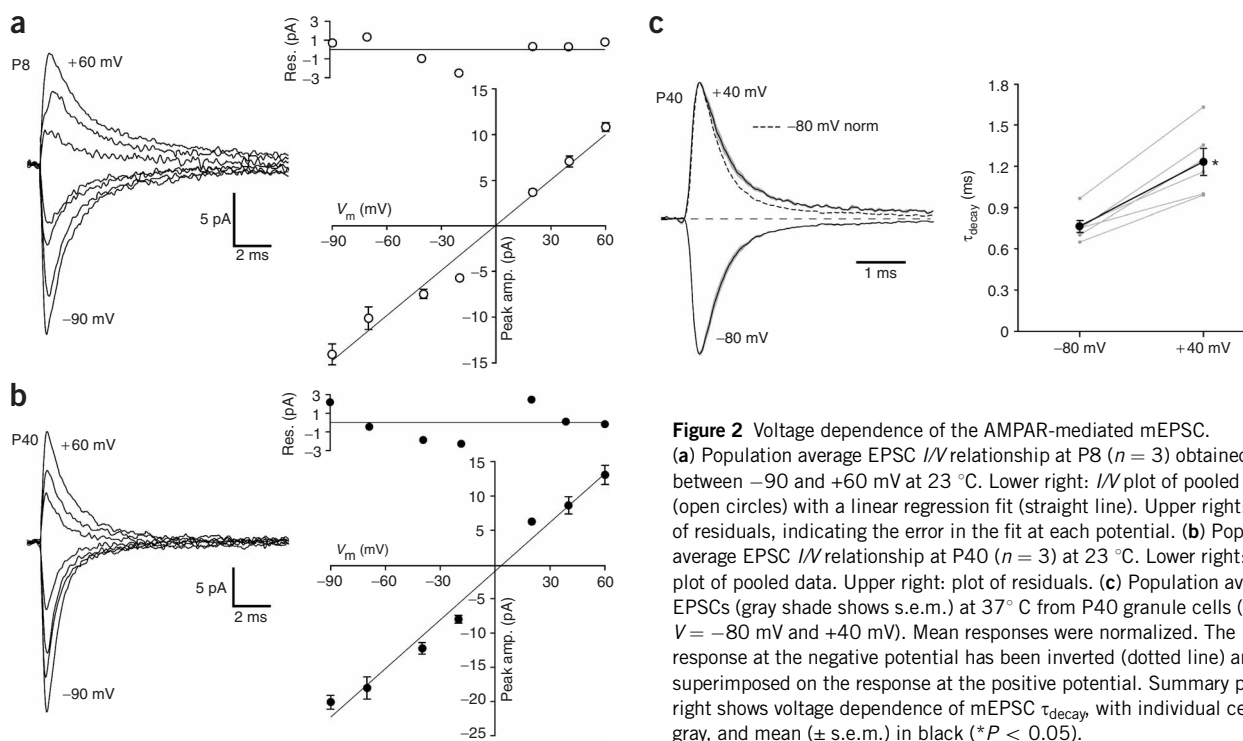 a
P8
+60 mV
–90 mV
5 pA
2 ms
Res. (pA)
3
1
–1
–3
15
10
5
Vm (mV)
–90
–60
–30
30
60
–5
–10
–15
Peak amp. (pA)
b
P40
+60 mV
–90 mV
5 pA
2 ms
Res. (pA)
3
1
–1
–3
15
10
5
Vm (mV)
–90
–60
–30
30
60
–5
–10
–15
–20
–25
Peak amp. (pA)
c
P40
+40 mV
–80 mV norm
–80 mV
1 ms
τdecay (ms)
1.8
1.5
1.2
0.9
0.6
1.3
0
*
–80 mV
+40 mV
Figure 2 Voltage dependence of the AMPAR-mediated mEPSC.
(a) Population average EPSC I/V relationship at P8 (n = 3) obtained
between –90 and +60 mV at 23 °C. Lower right: I/V plot of pooled
(open circles) with a linear regression fit (straight line). Upper right:
of residuals, indicating the error in the fit at each potential. (b)
average EPSC I/V relationship at P40 (n = 3) at 23 °C. Lower right:
plot of pooled data. Upper right: plot of residuals. (c) Population
EPSCs (gray shade shows s.e.m.) at 37° C from P40 granule cells (
V = –80 mV and +40 mV). Mean responses were normalized. The
response at the negative potential has been inverted (dotted line)
superimposed on the response at the positive potential. Summary
right shows voltage dependence of mEPSC τdecay, with individual
gray, and mean (± s.e.m.) in black (*P < 0.05).